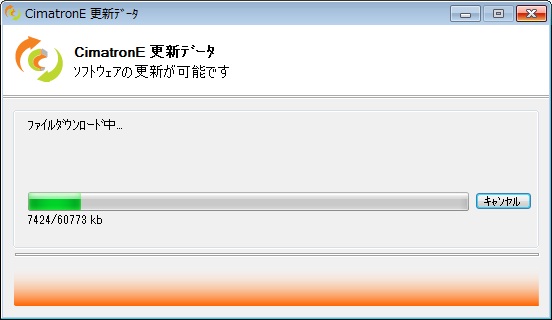 CimatronE 更新ﾃﾞｰﾀ
CimatronE 更新ﾃﾞｰﾀ
ｿﾌﾄｳｪｱの更新が可能です
ﾌｧｲﾙﾀﾞｳﾝﾛｰﾄﾞ中...
ｷｬﾝｾﾙ
7424/60773 kb